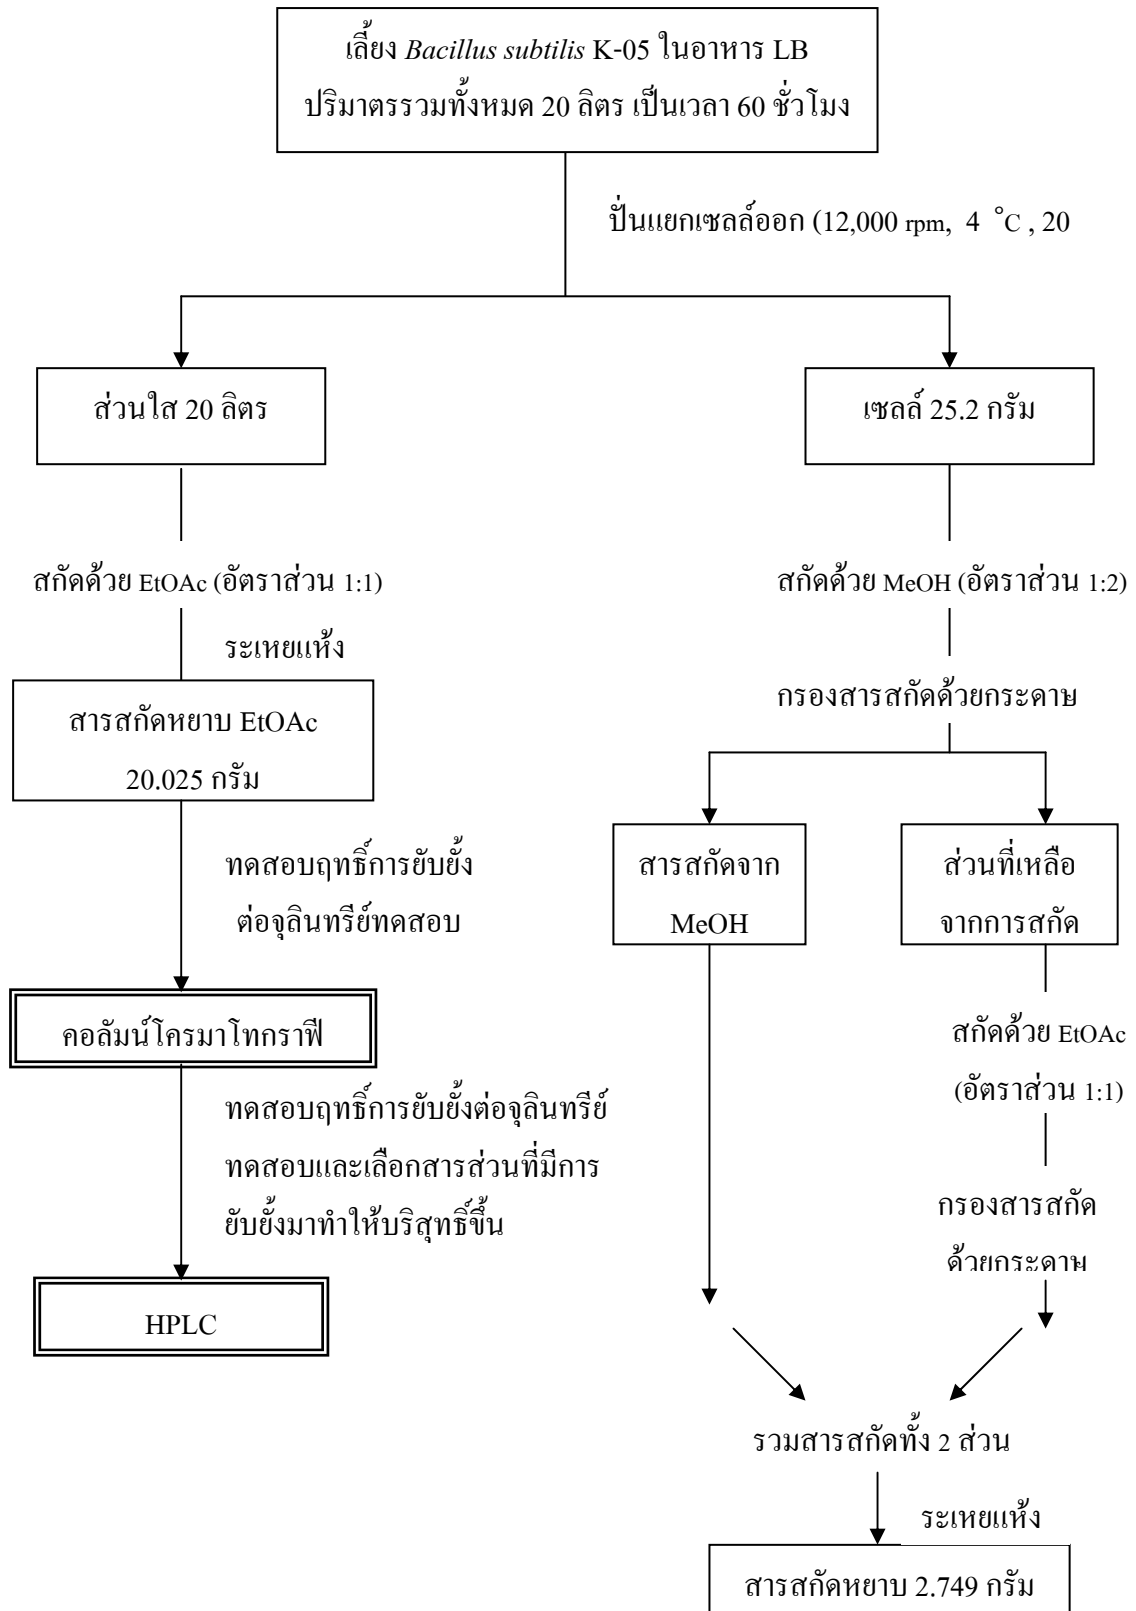 เลี้ยง Bacillus subtilis K-05 ในอาหาร LB
ปริมาตรรวมทั้งหมด 20 ลิตร เป็นเวลา 60 ชั่วโมง
ปั่นแยกเซลล์ออก (12,000 rpm, 4 °C , 20
ส่วนใส 20 ลิตร
เซลล์ 25.2 กรัม
สกัดด้วย EtOAc (อัตราส่วน 1:1)
สกัดด้วย MeOH (อัตราส่วน 1:2)
ระเหยแห้ง
กรองสารสกัดด้วยกระดาษ
สารสกัดหยาบ EtOAc
20.025 กรัม
ทดสอบฤทธิ์การยับยั้ง
ต่อจุลินทรีย์ทดสอบ
สารสกัดจาก
MeOH
ส่วนที่เหลือ
จากการสกัด
คอลัมน์โครมาโทกราฟี
สกัดด้วย EtOAc
(อัตราส่วน 1:1)
ทดสอบฤทธิ์การยับยั้งต่อจุลินทรีย์
ทดสอบและเลือกสารส่วนที่มีการ
ยับยั้งมาทำให้บริสุทธิ์ขึ้น
กรองสารสกัด
ด้วยกระดาษ
HPLC
รวมสารสกัดทั้ง 2 ส่วน
ระเหยแห้ง
สารสกัดหยาบ 2.749 กรัม